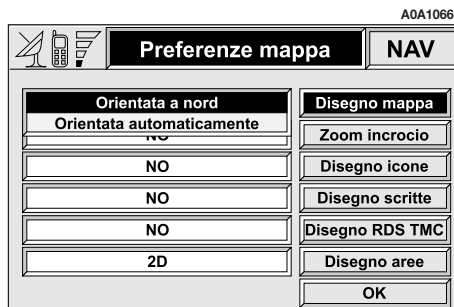 A0A1066
Preferenze mappa NAV
Orientata a nord Disegno mappa
Orientata automaticamente
NO Zoom incrocio
NO Disegno icone
NO Disegno scritte
NO Disegno RDS TMC
2D Disegno aree
OK